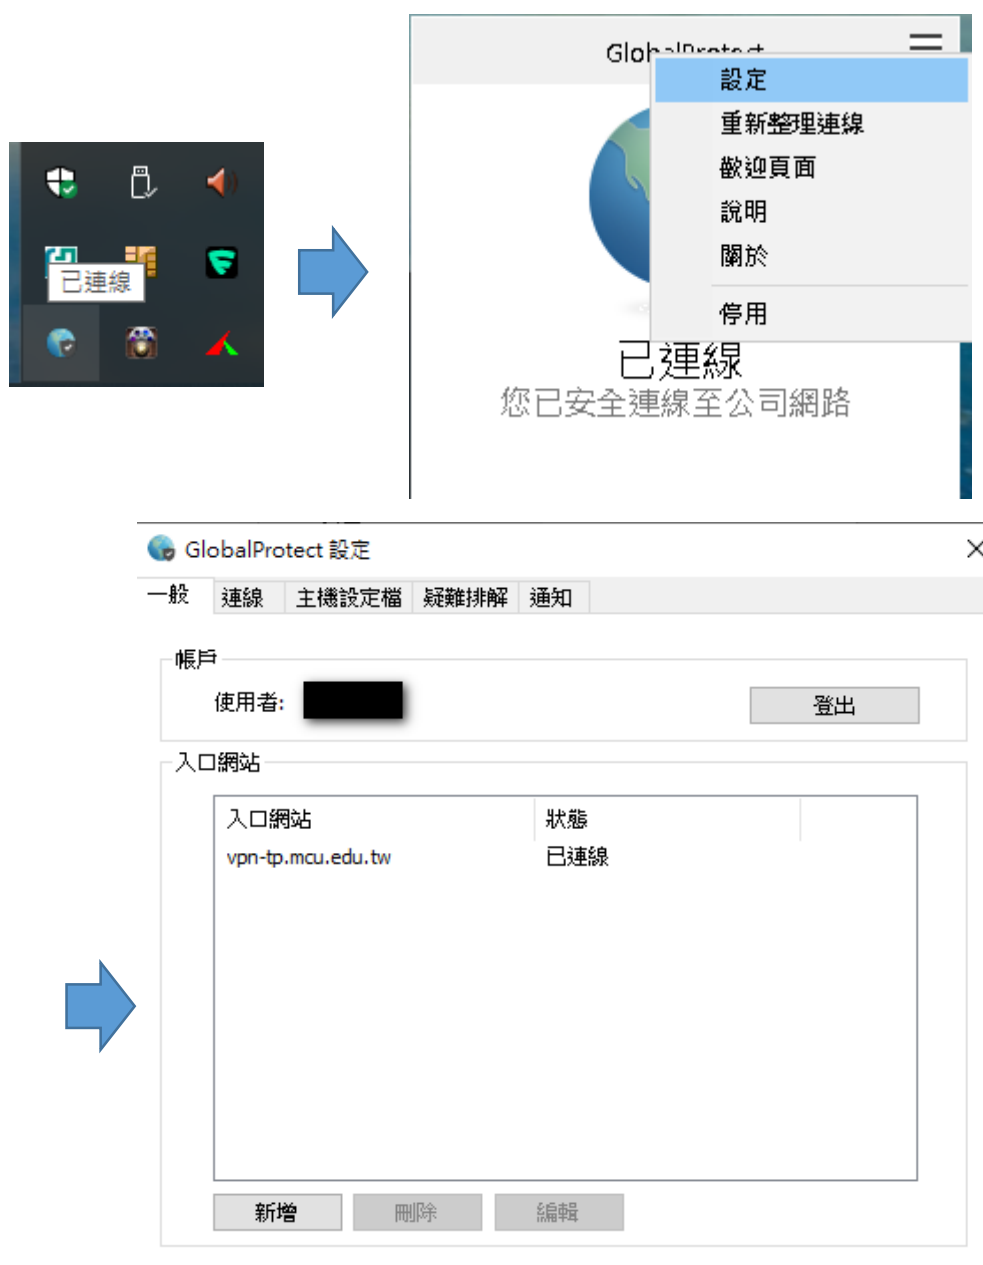 已連線
GlobalProtect
設定
重新整理連線
歡迎頁面
說明
關於
停用
已連線
您已安全連線至公司網路
GlobalProtect 設定
一般 連線 主機設定檔 疑難排解 通知
帳戶
使用者: 登出
入口網站
入口網站 狀態
vpn-tp.mcu.edu.tw 已連線
新增 刪除 編輯